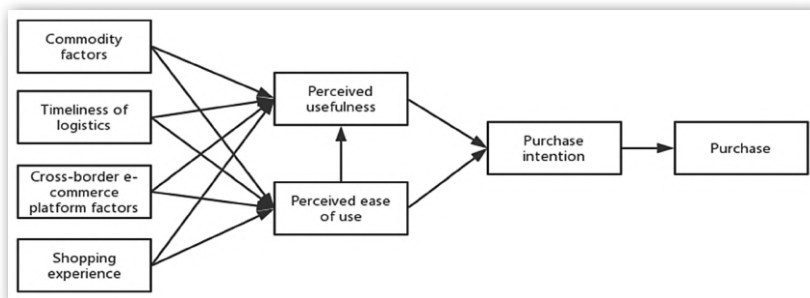 Commodity
factors
Timeliness of
logistics
Cross-border e-
commerce
platform factors
Shopping
experience
Perceived
usefulness
Perceived ease
of use
Purchase
intention
Purchase